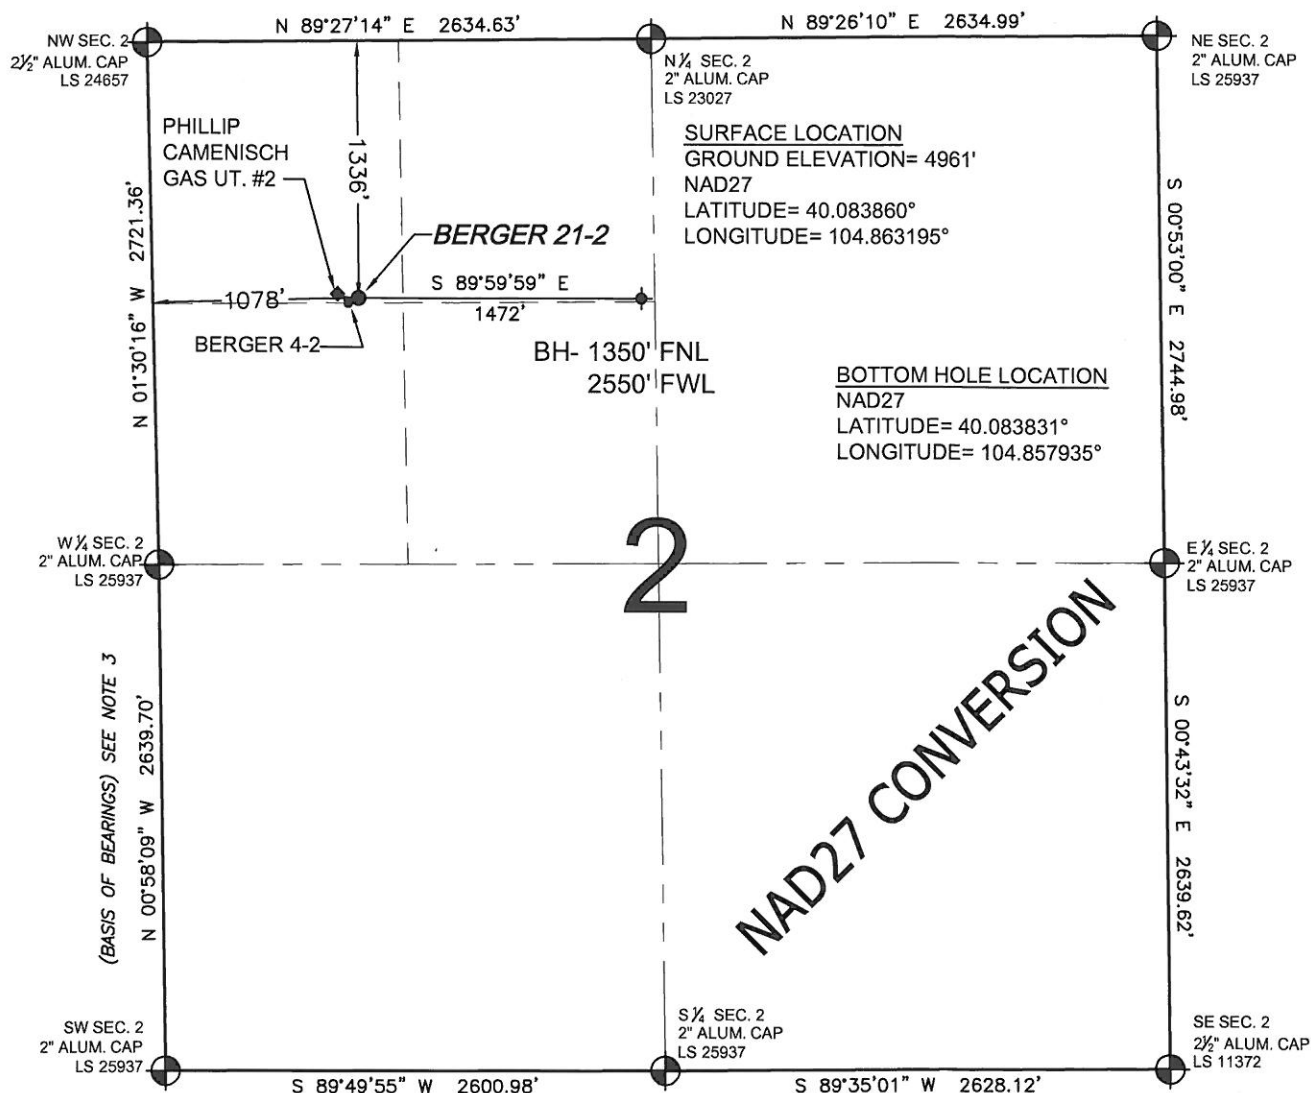 N 89°27'14" E 2634.63'
N 89°26'10" E 2634.99'
NW SEC. 2
2½" ALUM. CAP
LS 24657
N ¼ SEC. 2
2" ALUM. CAP
LS 23027
NE SEC. 2
2" ALUM. CAP
LS 25937
PHILLIP
CAMENISCH
GAS UT. #2
1336'
SURFACE LOCATION
GROUND ELEVATION= 4961'
NAD27
LATITUDE= 40.083860°
LONGITUDE= 104.863195°
N 01°30'16" W 2721.36'
S 00°53'00" E 2744.98'
BERGER 21-2
S 89°59'59" E
1472'
1078'
BERGER 4-2
BH- 1350' FNL
2550' FWL
BOTTOM HOLE LOCATION
NAD27
LATITUDE= 40.083831°
LONGITUDE= 104.857935°
W ¼ SEC. 2
2" ALUM. CAP
LS 25937
2
E ¼ SEC. 2
2" ALUM. CAP
LS 25937
NAD27 CONVERSION
(BASIS OF BEARINGS) SEE NOTE 3
N 00°58'09" W 2639.70'
S 00°43'32" E 2639.62'
SW SEC. 2
2" ALUM. CAP
LS 25937
S ¼ SEC. 2
2" ALUM. CAP
LS 25937
SE SEC. 2
2½" ALUM. CAP
LS 11372
S 89°49'55" W 2600.98'
S 89°35'01" W 2628.12'